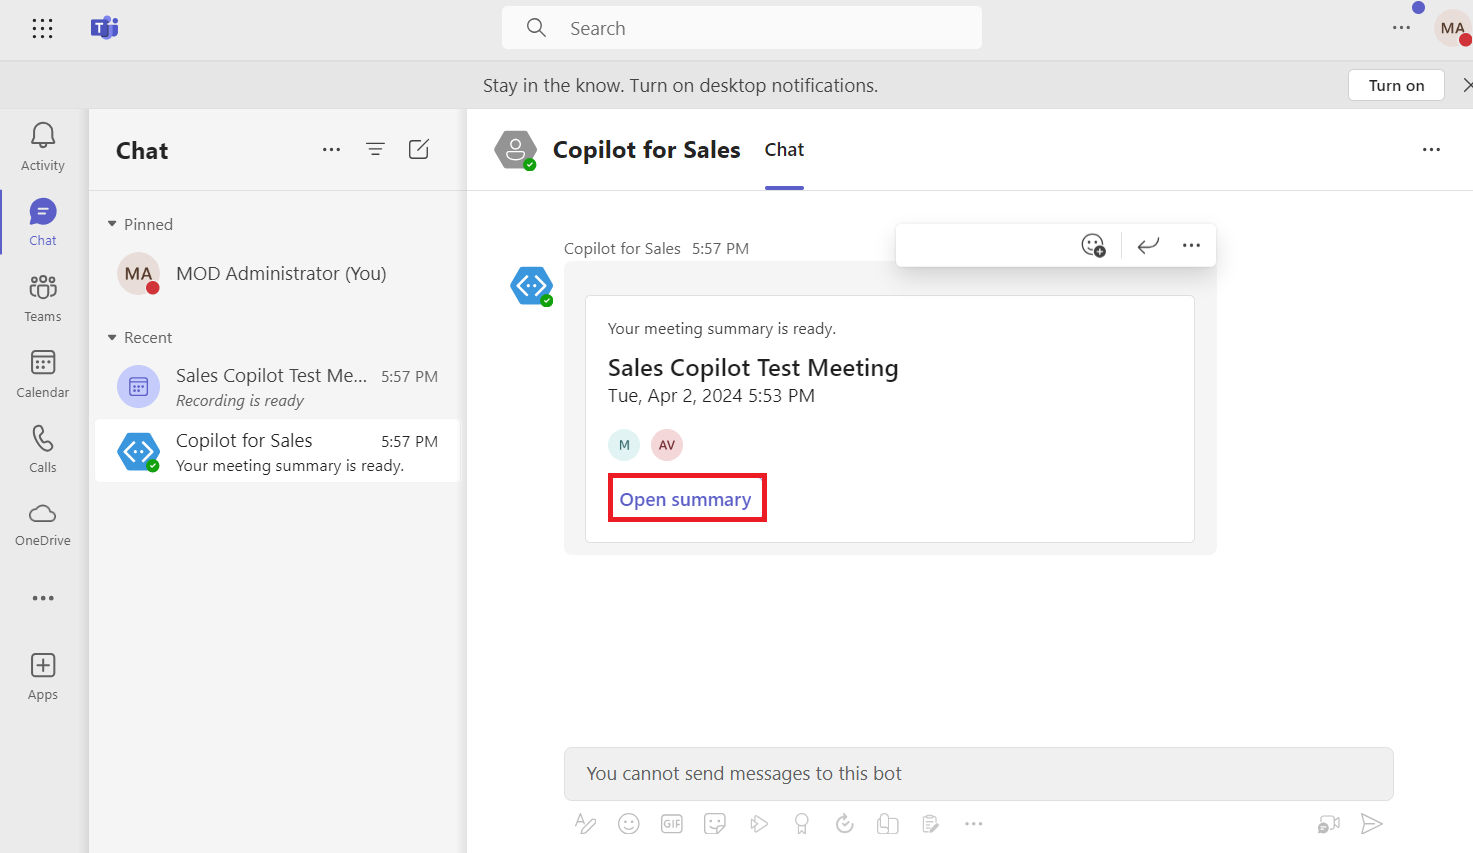 Search
MA
Stay in the know. Turn on desktop notifications.
Turn on
Activity
Chat
Teams
Calendar
Calls
OneDrive
Apps
Chat
Pinned
MA
MOD Administrator (You)
Recent
Sales Copilot Test Me...
5:57 PM
Recording is ready
Copilot for Sales
5:57 PM
Your meeting summary is ready.
Copilot for Sales
Chat
Copilot for Sales 5:57 PM
Your meeting summary is ready.
Sales Copilot Test Meeting
Tue, Apr 2, 2024 5:53 PM
M
AV
Open summary
You cannot send messages to this bot
GIF